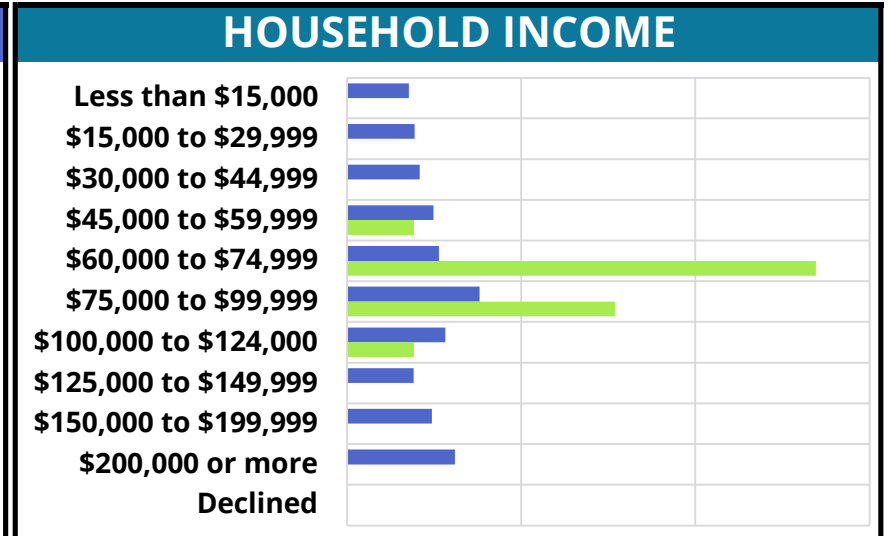 HOUSEHOLD INCOME
Less than $15,000
$15,000 to $29,999
$30,000 to $44,999
$45,000 to $59,999
$60,000 to $74,999
$75,000 to $99,999
$100,000 to $124,000
$125,000 to $149,999
$150,000 to $199,999
$200,000 or more
Declined